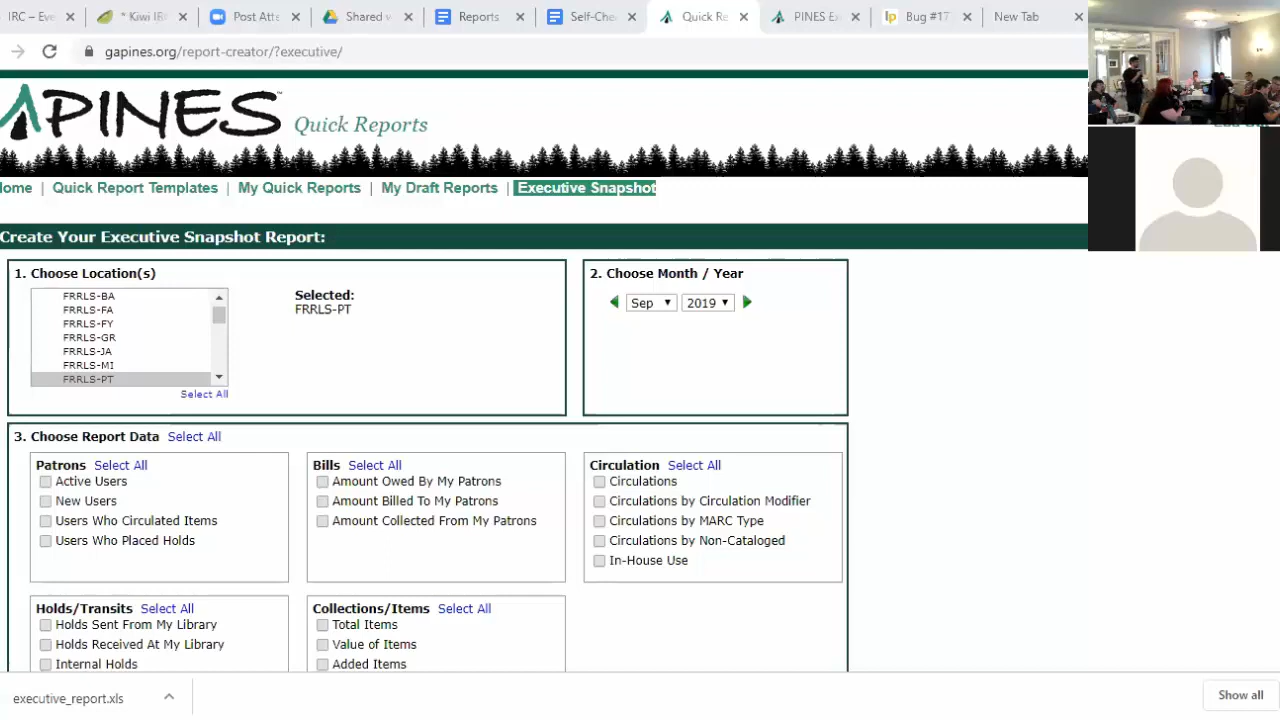 IRC – Eve
* Kiwi IR
Post Atte
Shared v
Reports
Self-Che
Quick Re
PINES E
Bug #17
New Tab
gapines.org/report-creator/?executive/
PINES Quick Reports
ome | Quick Report Templates | My Quick Reports | My Draft Reports | Executive Snapshot
Create Your Executive Snapshot Report:
1. Choose Location(s)
FRRLS-BA
FRRLS-FA
FRRLS-FY
FRRLS-GR
FRRLS-JA
FRRLS-MI
FRRLS-PT
Select All
Selected:
FRRLS-PT
2. Choose Month / Year
Sep 2019
3. Choose Report Data Select All
Patrons Select All
Active Users
New Users
Users Who Circulated Items
Users Who Placed Holds
Bills Select All
Amount Owed By My Patrons
Amount Billed To My Patrons
Amount Collected From My Patrons
Circulation Select All
Circulations
Circulations by Circulation Modifier
Circulations by MARC Type
Circulations by Non-Cataloged
In-House Use
Holds/Transits Select All
Holds Sent From My Library
Holds Received At My Library
Internal Holds
Collections/Items Select All
Total Items
Value of Items
Added Items
executive_report.xls
Show all